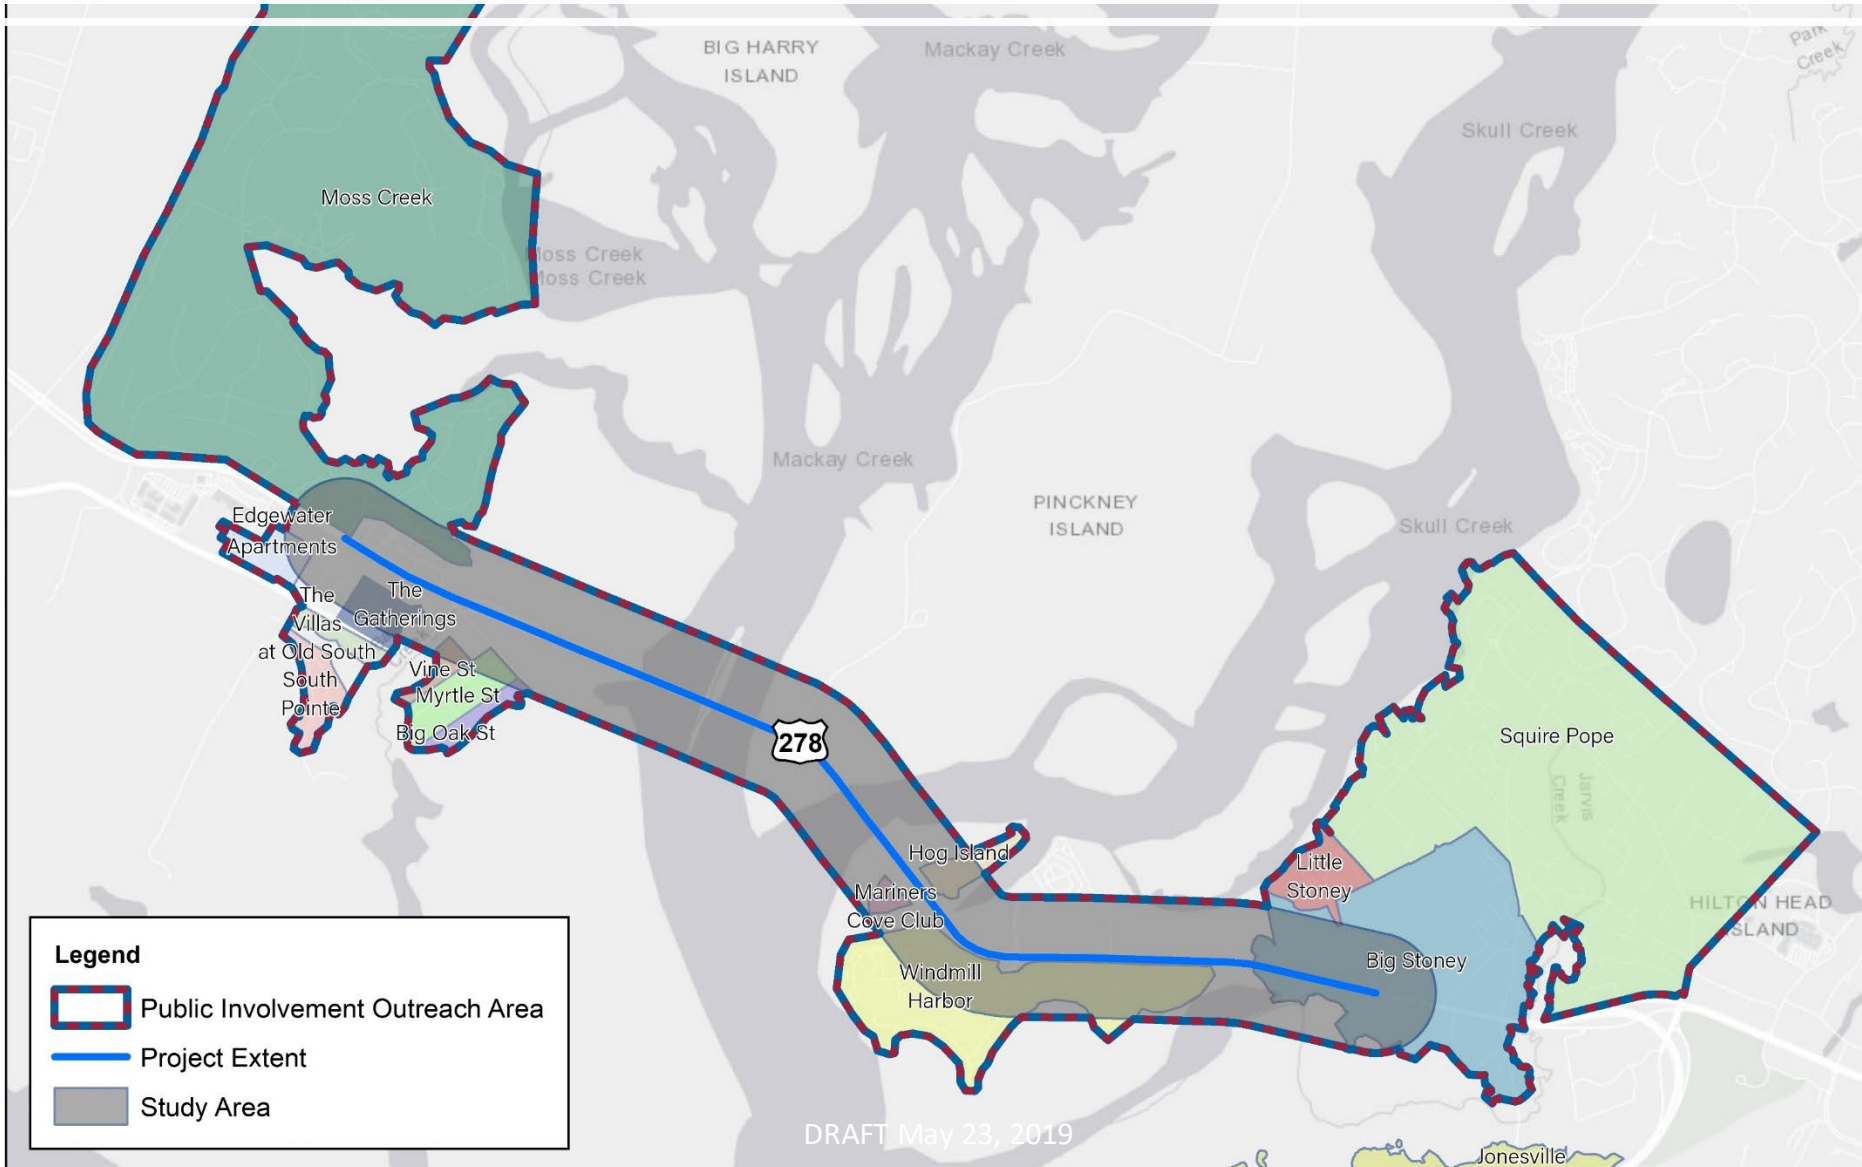 BIG HARRY
ISLAND
Mackay Creek
Park
Creek
Skull Creek
Moss Creek
Moss Creek
Moss Creek
Mackay Creek
PINCKNEY
ISLAND
Skull Creek
Edgewater
Apartments
The
Villas
at Old South
The
Gatherings
Creek
South
Pointe
Vine St
Myrtle St
Big Oak St
278
Squire Pope
Jarvis
Creek
Hog Island
Mariners
Cove Club
Little
Stoney
HILTON HEAD
ISLAND
Big Stoney
Windmill
Harbor
Legend
Public Involvement Outreach Area
Project Extent
Study Area
DRAFT May 23, 2019
Jonesville